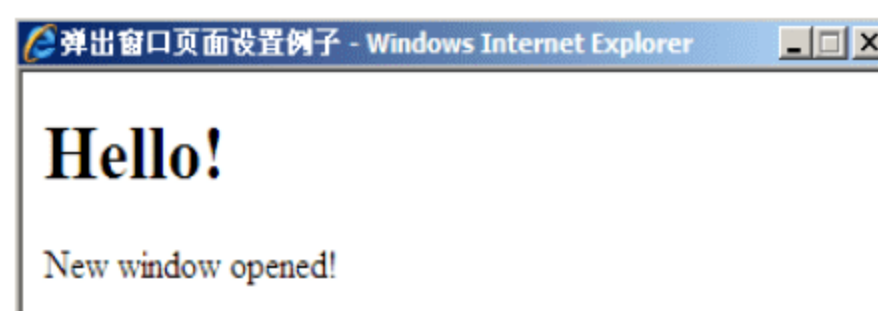 弹出窗口页面设置例子 - Windows Internet Explorer
Hello!
New window opened!